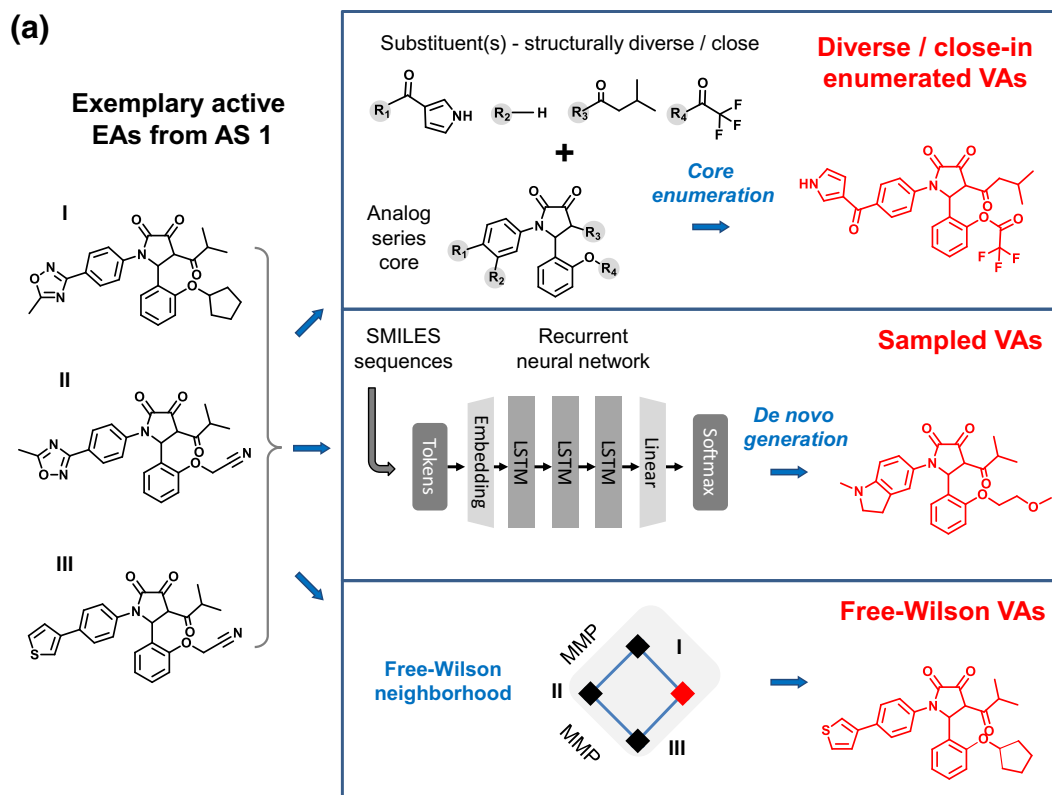 (a)
Exemplary active
EAs from AS 1
I
O
O
N
O
N
O
N
O
II
O
O
N
O
N
O
N
O
N
III
O
O
N
O
S
O
N
Substituent(s) - structurally diverse / close
Diverse / close-in
enumerated VAs
O
R1
NH
R2
H
O
R3
O
R4
F
F
F
+
Analog
series
core
O
O
N
R1
R2
R3
O
R4
Core
enumeration
O
O
HN
N
O
O
O
O
F
F
F
SMILES
sequences
Recurrent
neural network
Sampled VAs
Tokens
Embedding
LSTM
LSTM
LSTM
Linear
Softmax
De novo
generation
O
O
N
O
N
O
O
Free-Wilson VAs
Free-Wilson
neighborhood
MMP
I
II
MMP
III
O
O
N
O
S
O